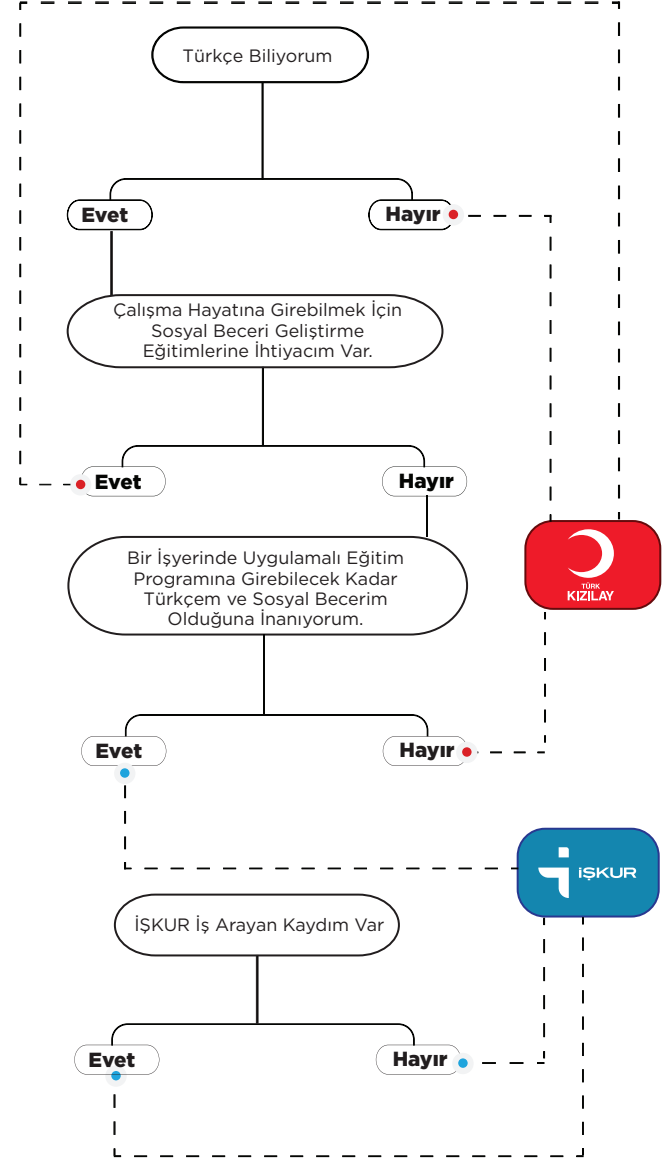 Türkçe Biliyorum
Evet
Hayır
Çalışma Hayatına Girebilmek İçin
Sosyal Beceri Geliştirme
Eğitimlerine İhtiyacım Var.
Evet
Hayır
Bir İşyerinde Uygulamalı Eğitim
Programına Girebilecek Kadar
Türkçem ve Sosyal Becerim
Olduğuna İnanıyorum.
TÜRK
KIZILAY
Evet
Hayır
İŞKUR
İŞKUR İş Arayan Kaydım Var
Evet
Hayır